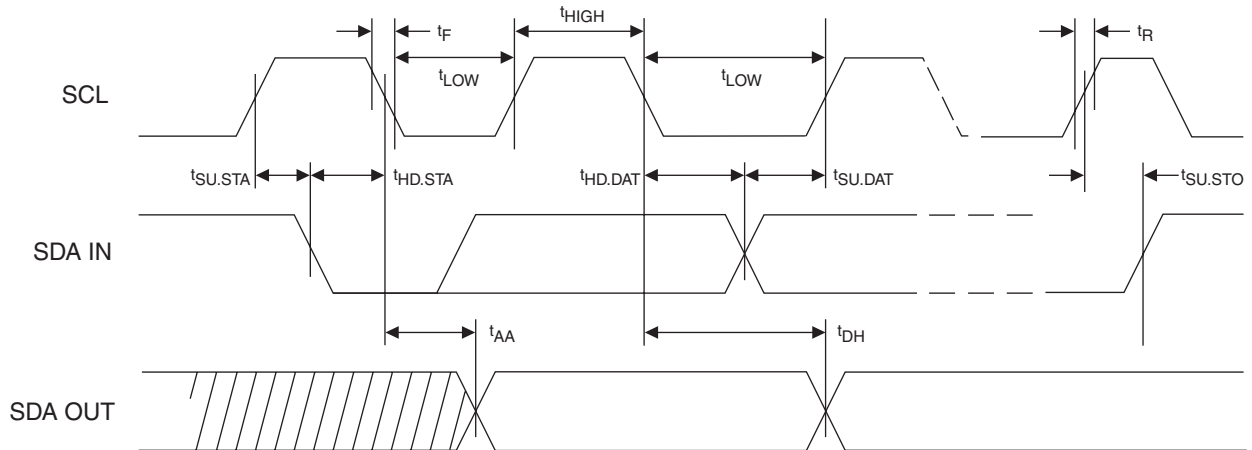 tF
tHIGH
tR
SCL
tLOW
tLOW
tSU.STA
tHD.STA
tHD.DAT
tSU.DAT
tSU.STO
SDA IN
tAA
tDH
SDA OUT